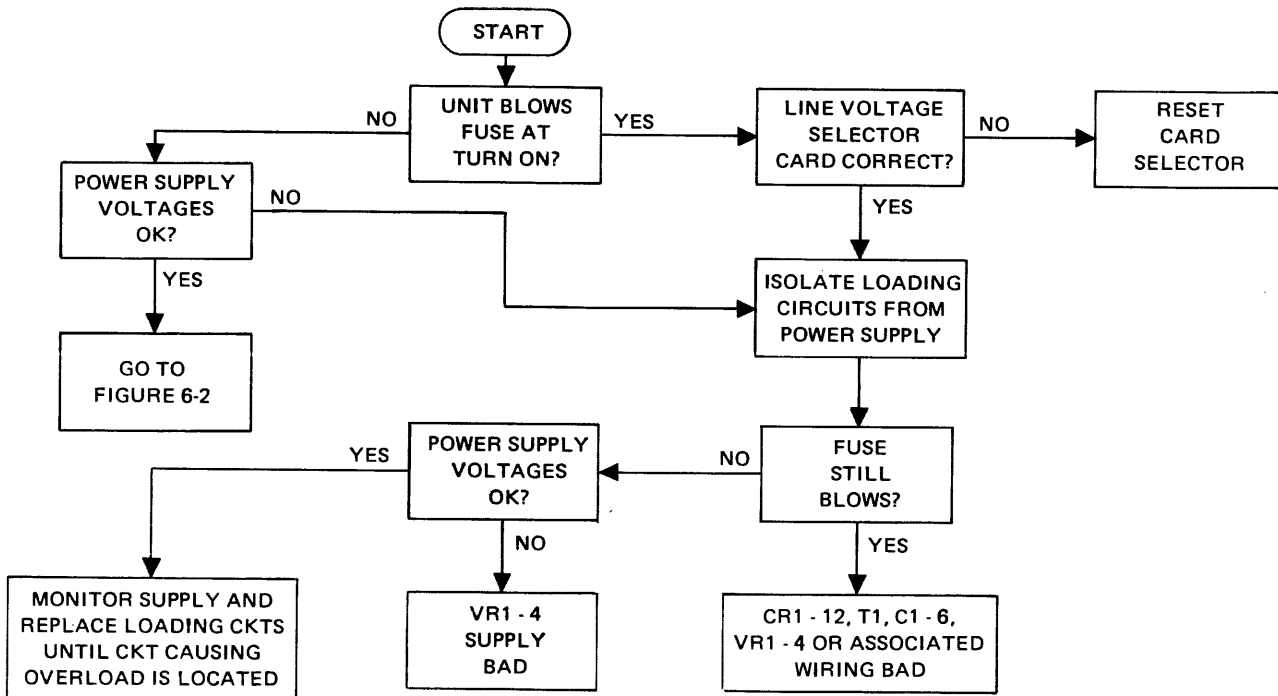 START
UNIT BLOWS
FUSE AT
TURN ON?
NO
YES
LINE VOLTAGE
SELECTOR
CARD CORRECT?
NO
RESET
CARD
SELECTOR
POWER SUPPLY
VOLTAGES
OK?
NO
YES
YES
GO TO
FIGURE 6-2
ISOLATE LOADING
CIRCUITS FROM
POWER SUPPLY
FUSE
STILL
BLOWS?
NO
YES
POWER SUPPLY
VOLTAGES
OK?
YES
NO
MONITOR SUPPLY AND
REPLACE LOADING CKTS
UNTIL CKT CAUSING
OVERLOAD IS LOCATED
VR1 - 4
SUPPLY
BAD
CR1 - 12, T1, C1 - 6,
VR1 - 4 OR ASSOCIATED
WIRING BAD